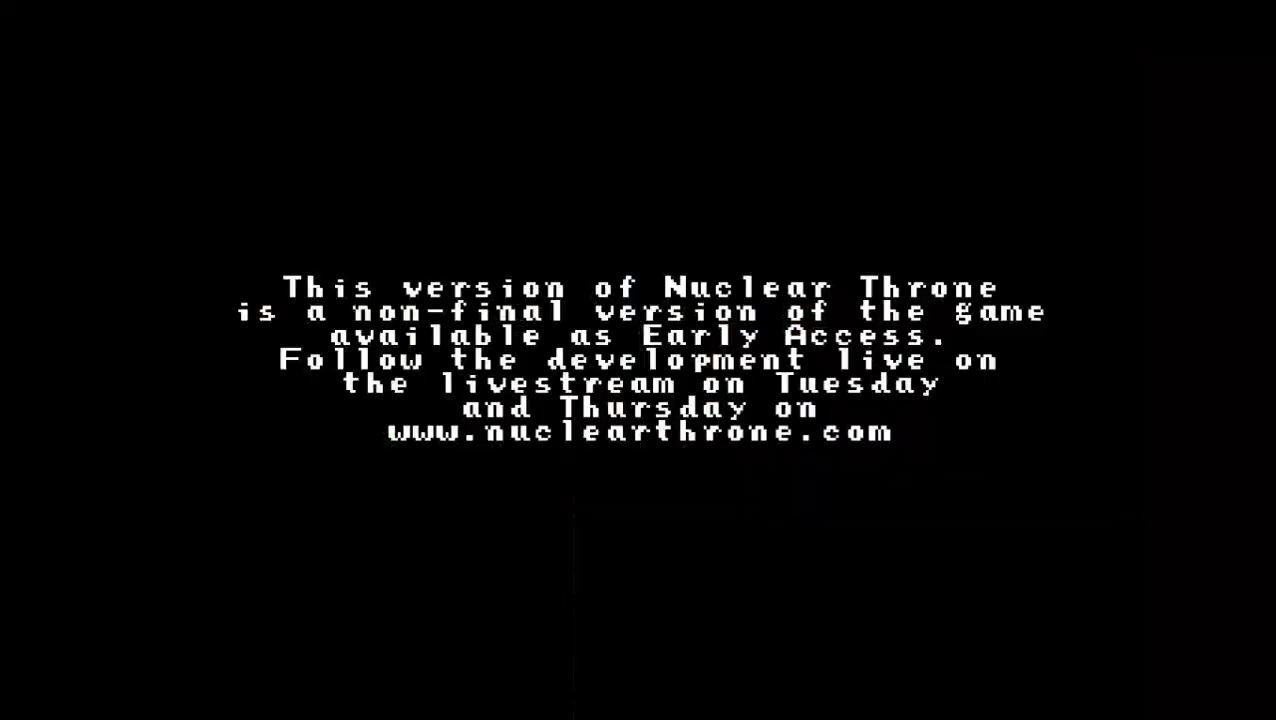 This version of Nuclear Throne
is a non-final version of the game
available as Early Access.
Follow the development live on
the livestream on Tuesday
and Thursday on
www.nuclearthrone.com